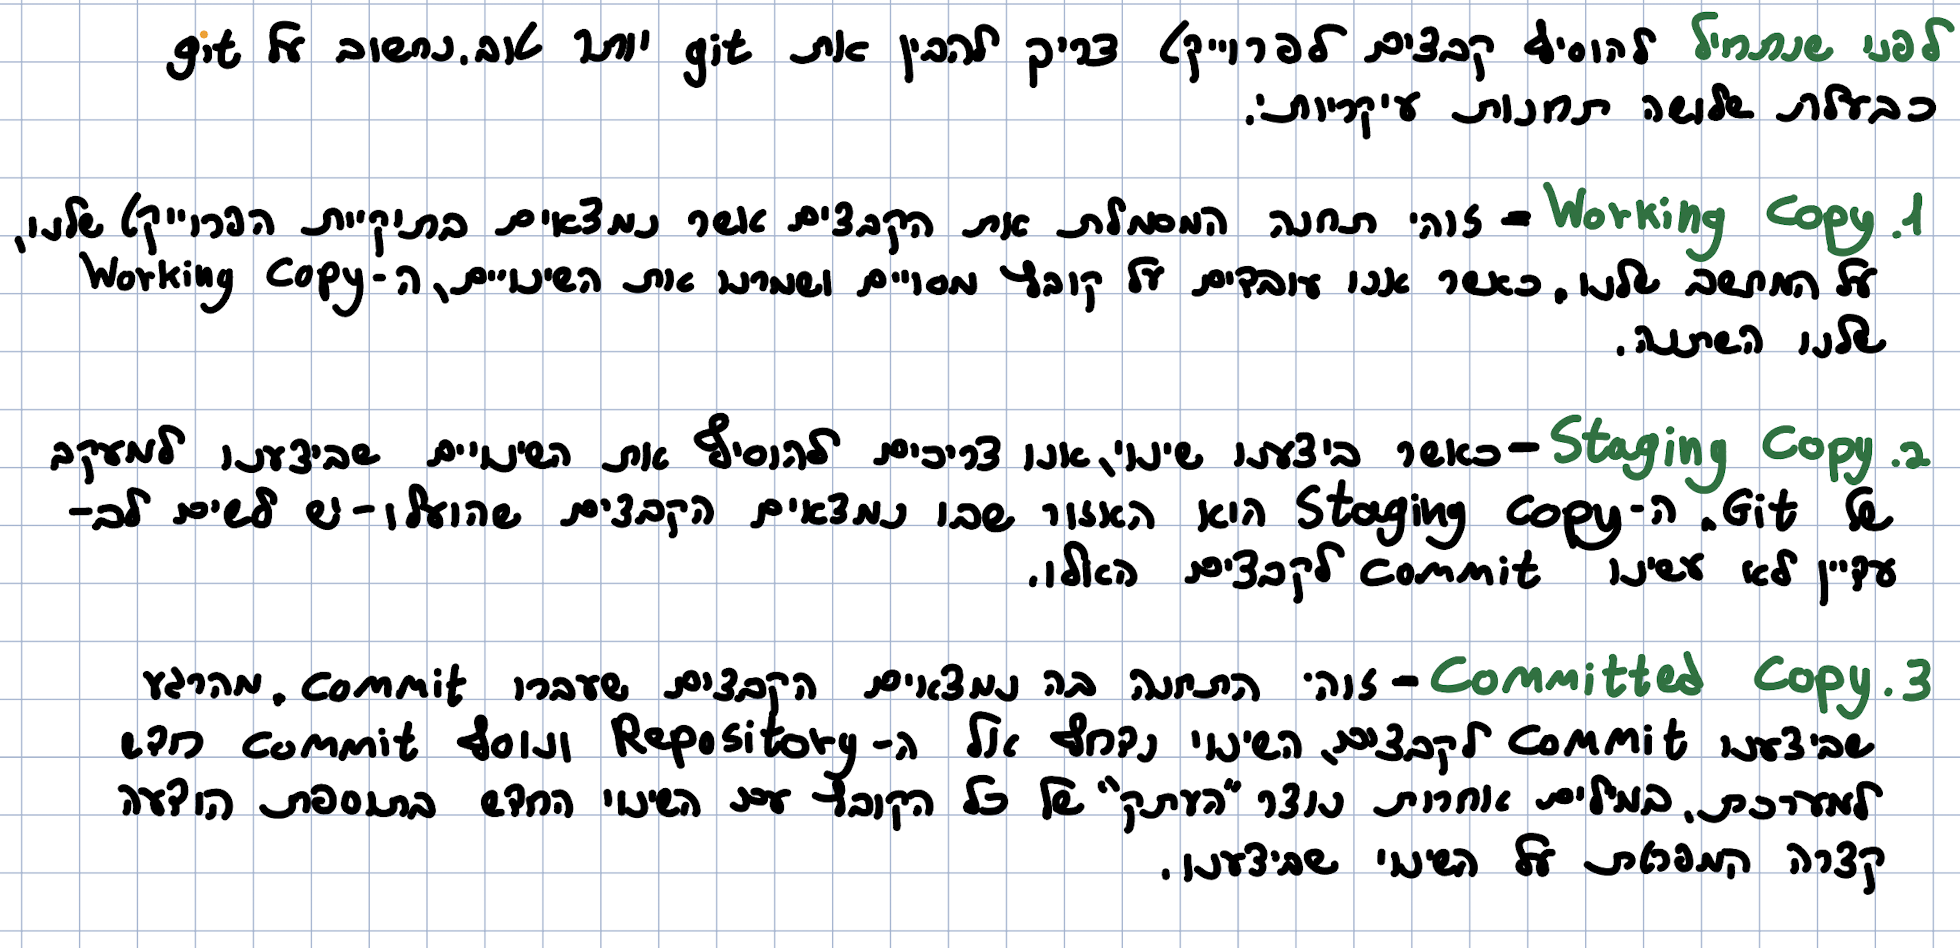 לפני שנתחיל להוסיף קבצים לפרוייקט צריך להבין את git יותר טוב. נחשוב על git
כבעלת שלושה תחנות עיקריות:
1. Working Copy - זוהי תחנה המסמלת את הקבצים אשר נמצאים בתיקיית הפרוייקט שלנו,
על המחשב שלנו. כאשר אנו עובדים על קובץ מסויים ושמרנו את השינויים, ה-Working Copy
שלנו השתנה.
2. Staging Copy - כאשר ביצענו שינוי, אנו צריכים להוסיף את השינויים שביצענו למעקב
של Git. ה-Staging Copy הוא האזור שבו נמצאים הקבצים שהועלו - יש לשים לב -
עדיין לא עשינו commit לקבצים האלו.
3. Committed Copy - זוהי התחנה בה נמצאים הקבצים שעברו commit. מהרגע
שביצענו commit לקבצים, השינוי נדחף אל ה-Repository ונוסף commit חדש
למערכת. במילים אחרות נוצר "העתק" של כל הקובץ עם השינוי החדש בתוספת הודעה
קצרה המפרטת על השינוי שביצענו.